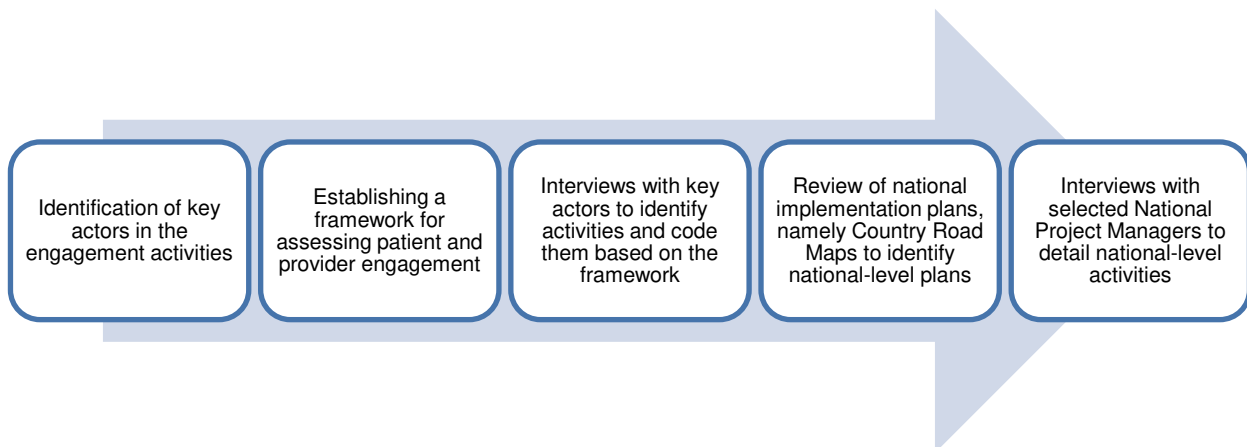 Identification of key
actors in the
engagement activities
Establishing a
framework for
assessing patient and
provider engagement
Interviews with key
actors to identify
activities and code
them based on the
framework
Review of national
implementation plans,
namely Country Road
Maps to identify
national-level plans
Interviews with
selected National
Project Managers to
detail national-level
activities